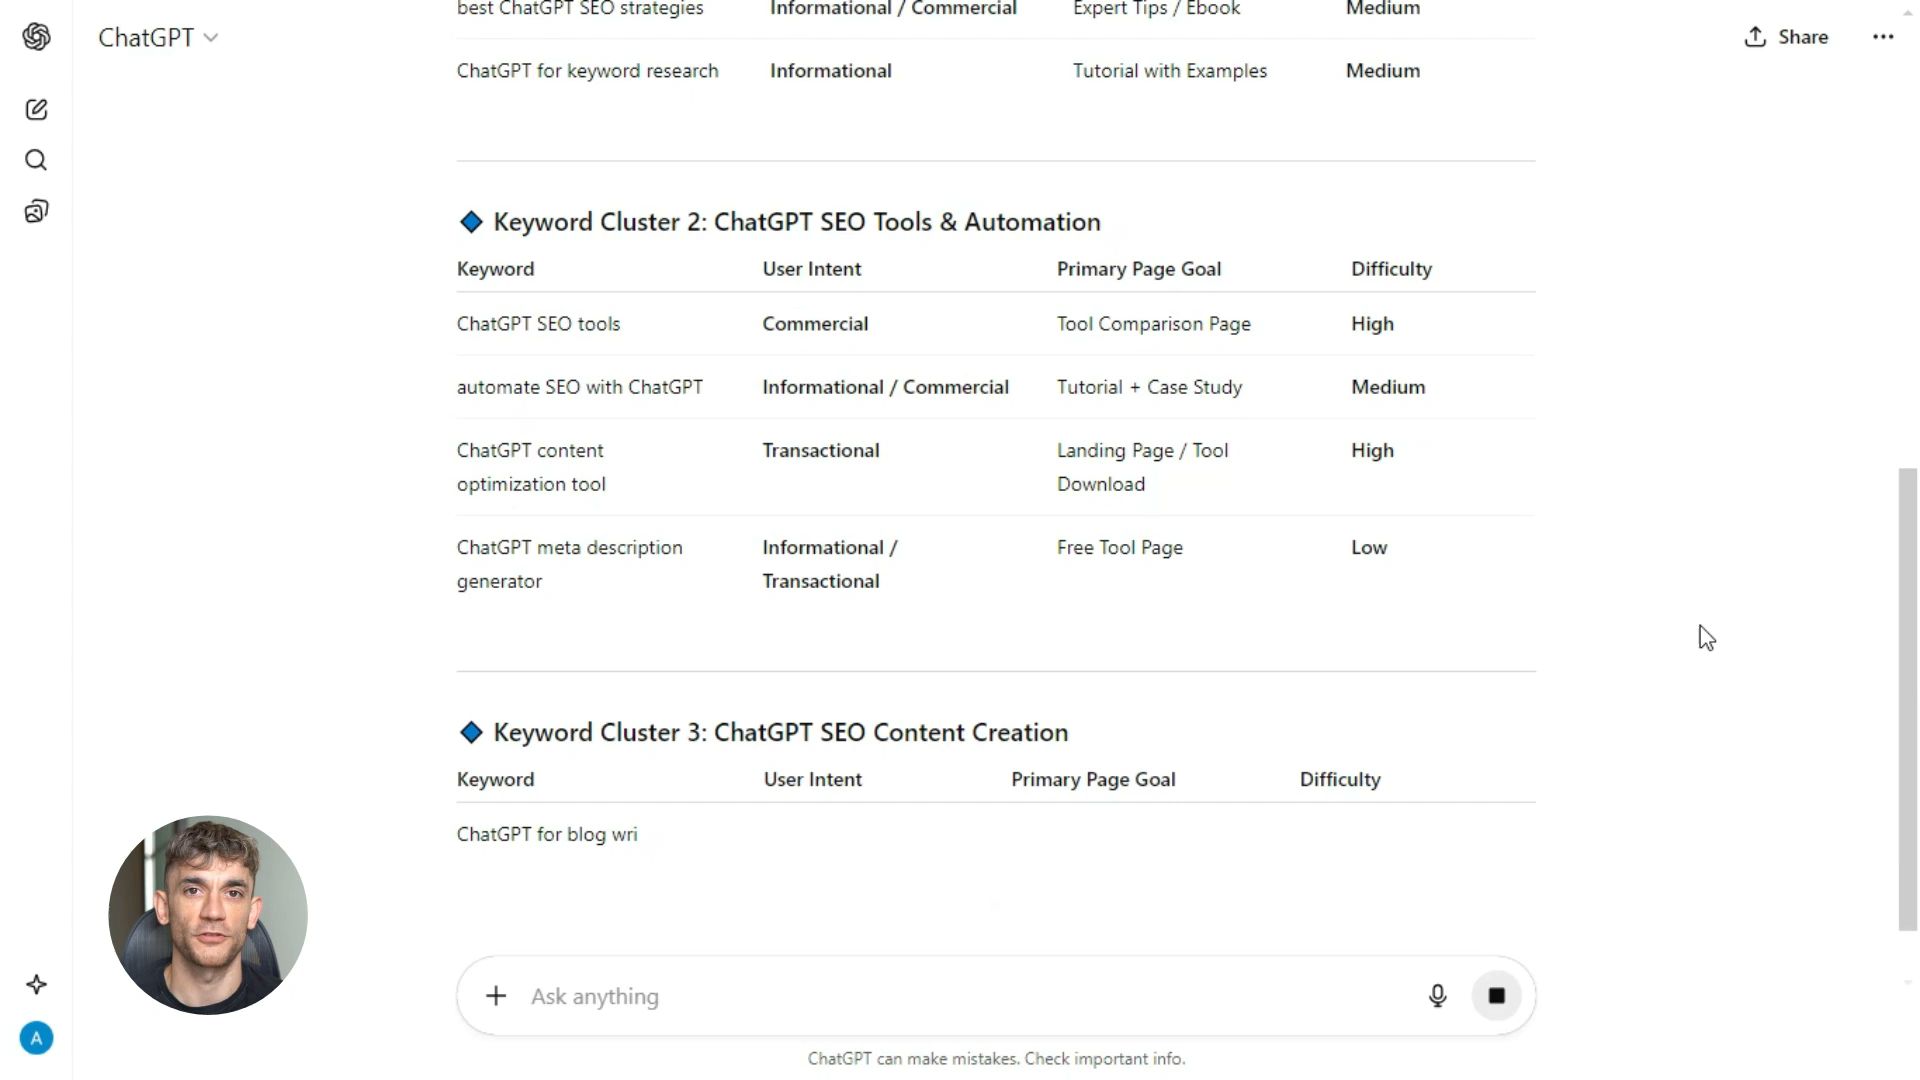 ChatGPT
Share
best ChatGPT SEO strategies Informational / Commercial Expert Tips / Ebook Medium
ChatGPT for keyword research Informational Tutorial with Examples Medium
Keyword Cluster 2: ChatGPT SEO Tools & Automation
Keyword User Intent Primary Page Goal Difficulty
ChatGPT SEO tools Commercial Tool Comparison Page High
automate SEO with ChatGPT Informational / Commercial Tutorial + Case Study Medium
ChatGPT content Transactional Landing Page / Tool High
optimization tool Download
ChatGPT meta description Informational / Free Tool Page Low
generator Transactional
Keyword Cluster 3: ChatGPT SEO Content Creation
Keyword User Intent Primary Page Goal Difficulty
ChatGPT for blog wri
Ask anything
A
ChatGPT can make mistakes. Check important info.